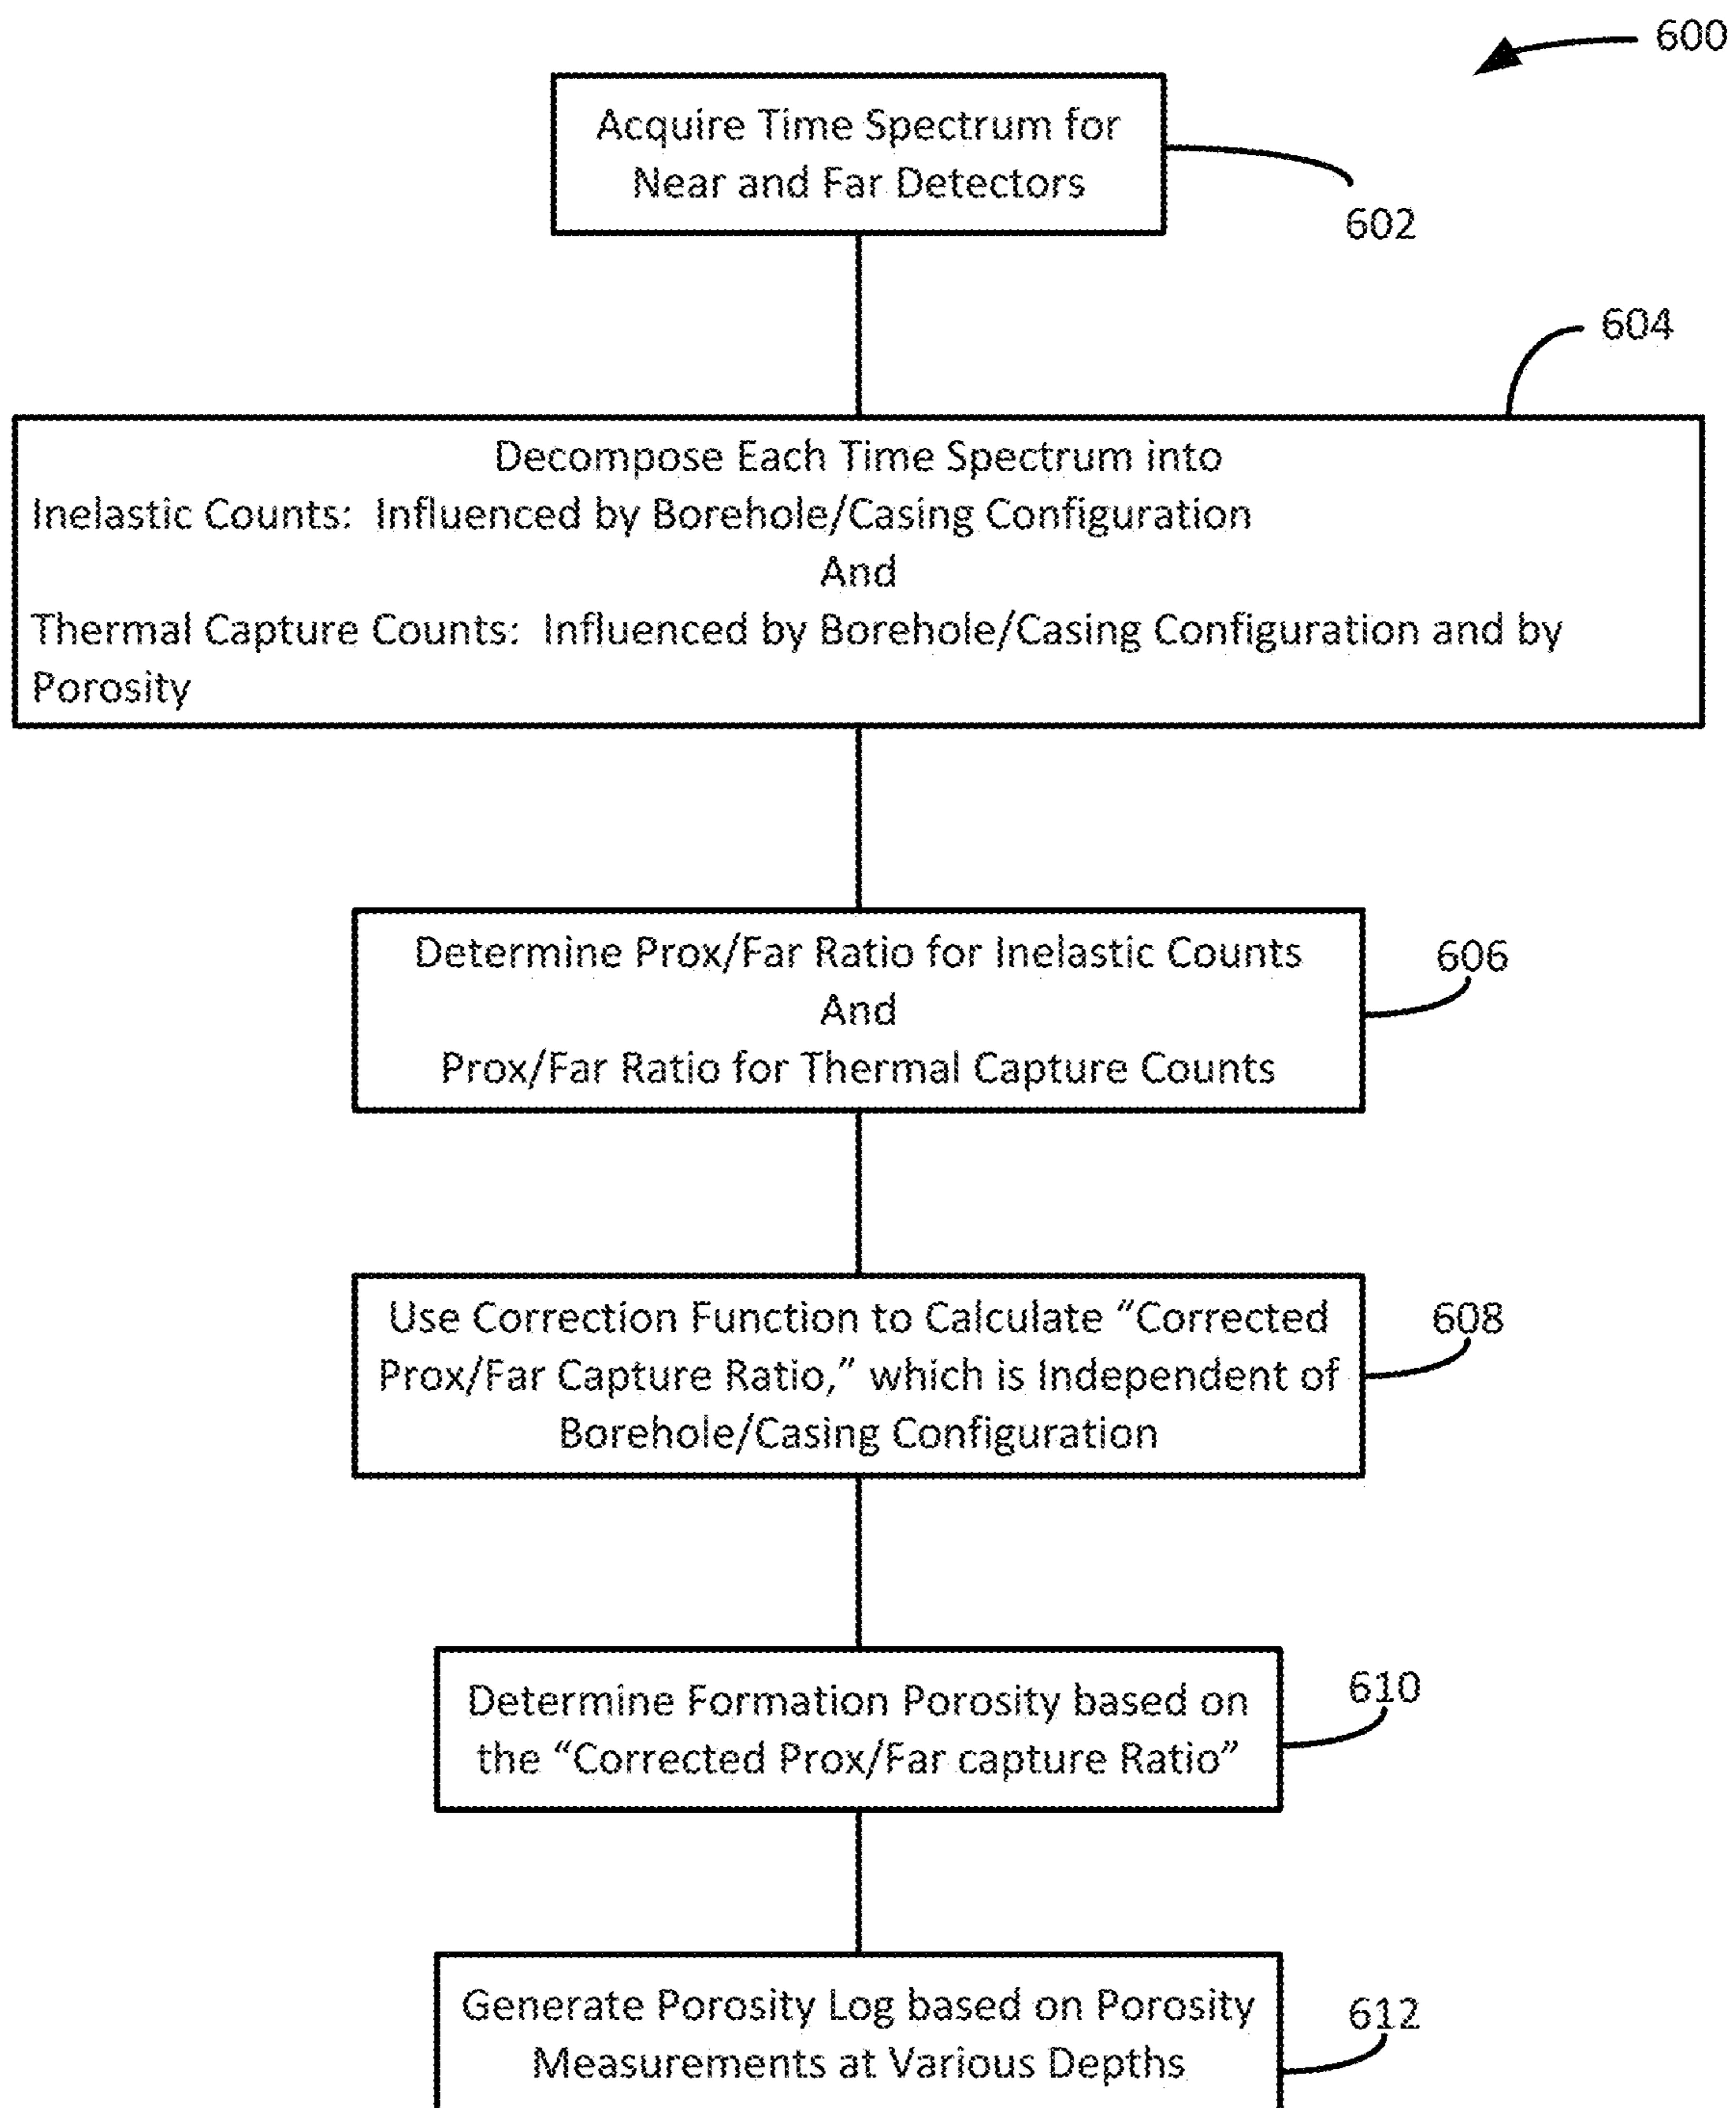 600
Acquire Time Spectrum for
Near and Far Detectors
602
604
Decompose Each Time Spectrum into
Inelastic Counts:  Influenced by Borehole/Casing Configuration
And
Thermal Capture Counts:  Influenced by Borehole/Casing Configuration and by
Porosity
Determine Prox/Far Ratio for Inelastic Counts
And
Prox/Far Ratio for Thermal Capture Counts
606
Use Correction Function to Calculate “Corrected
Prox/Far Capture Ratio,” which is Independent of
Borehole/Casing Configuration
608
Determine Formation Porosity based on
the “Corrected Prox/Far capture Ratio”
610
Generate Porosity Log based on Porosity
Measurements at Various Depths
612